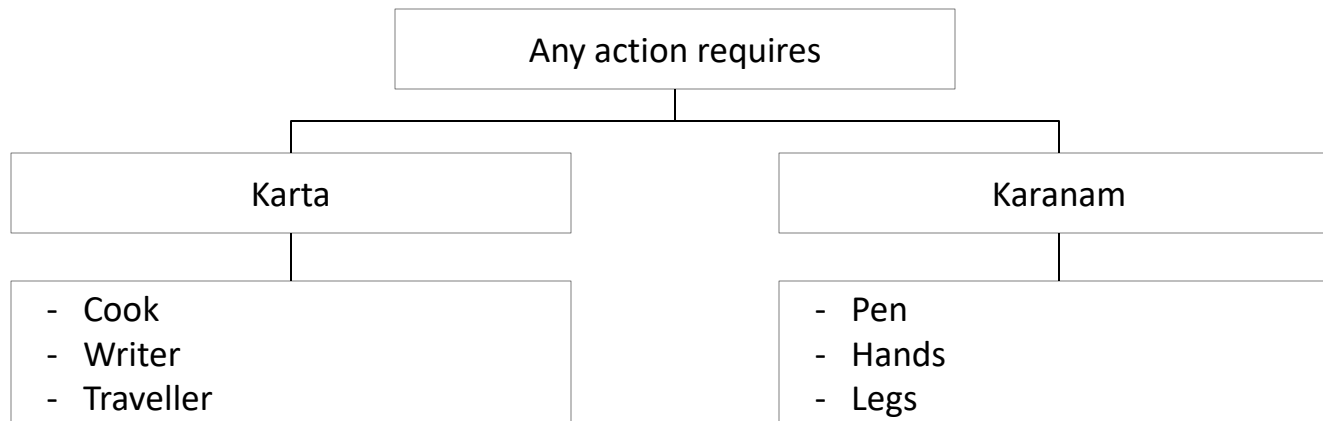 Any action requires
Karta
Karanam
- Cook
- Writer
- Traveller
- Pen
- Hands
- Legs